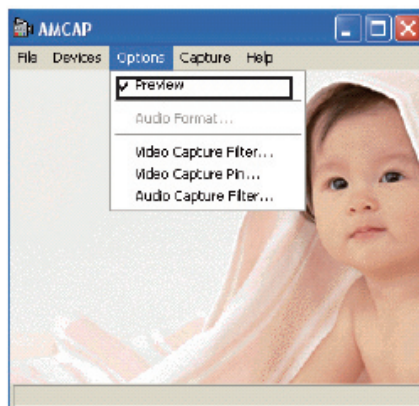 AMCAP
File Devices Options Capture Help
Preview
Audio Format...
Video Capture Filter...
Video Capture Pin...
Audio Capture Filter...